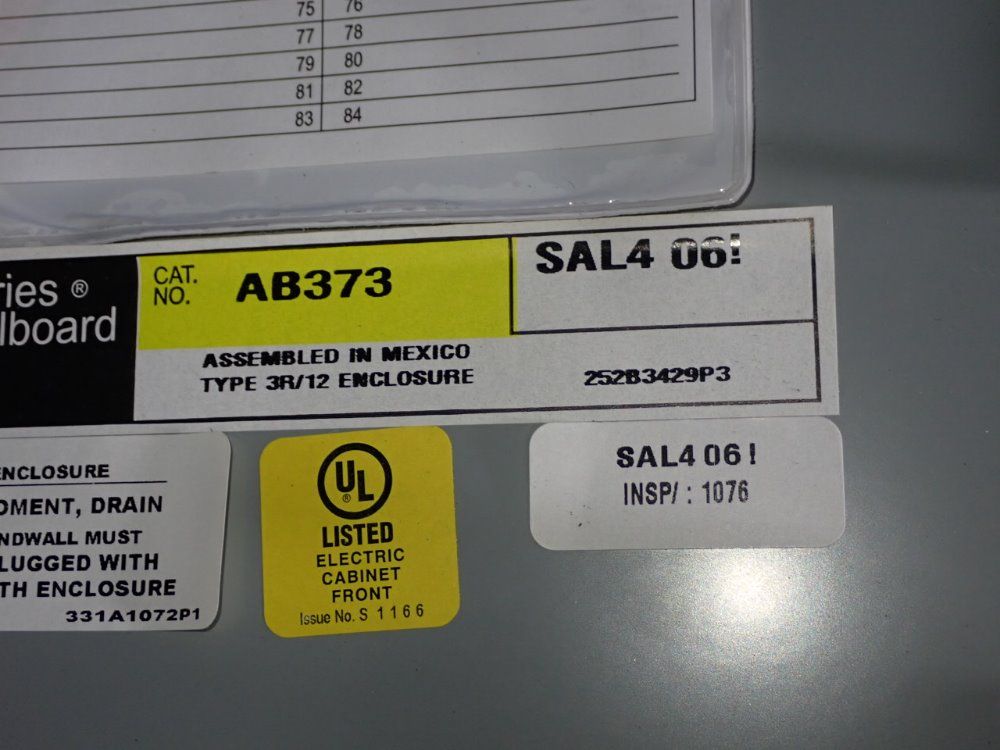 75 76
77 78
79 80
81 82
83 84
ries ®
lboard
CAT.
NO.
AB373
SAL4 06!
ASSEMBLED IN MEXICO
TYPE 3R/12 ENCLOSURE
252B3429P3
ENCLOSURE
OMENT, DRAIN
NDWALL MUST
LUGGED WITH
TH ENCLOSURE
331A1072P1
UL
®
LISTED
ELECTRIC
CABINET
FRONT
Issue No. S 1166
SAL4 06!
INSP/ : 1076